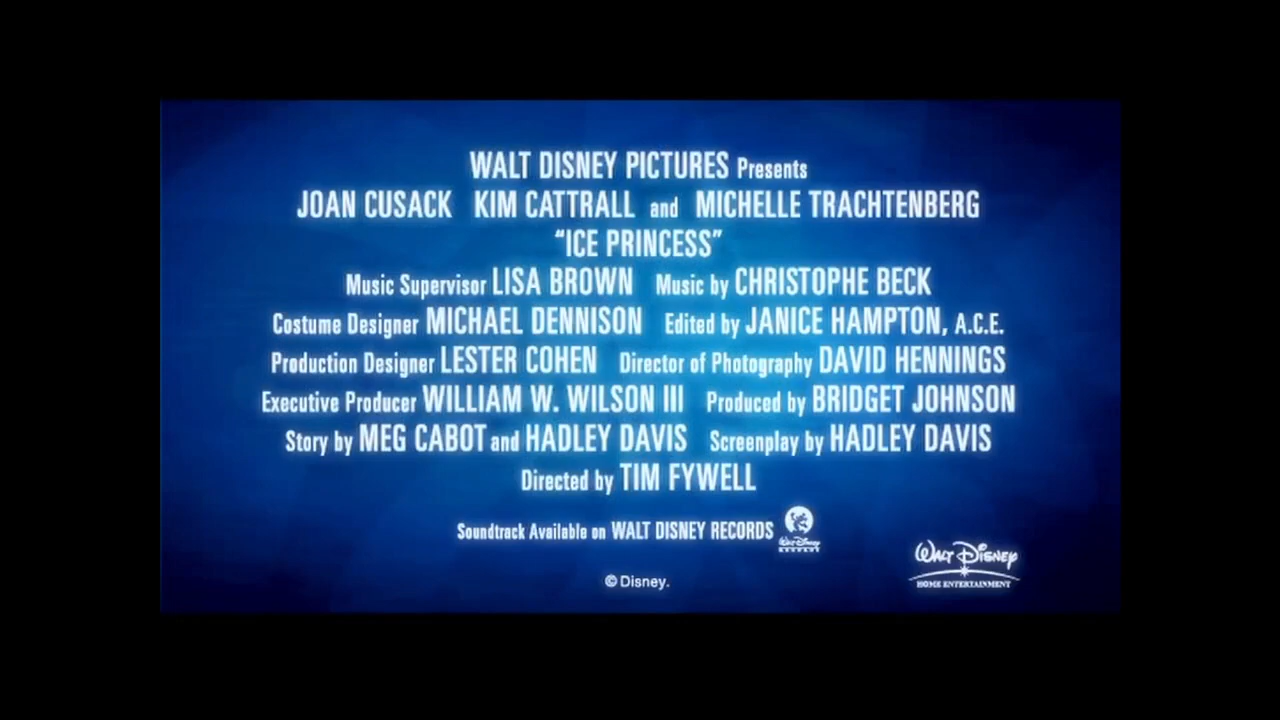 WALT DISNEY PICTURES Presents
JOAN CUSACK KIM CATTRALL and MICHELLE TRACHTENBERG
“ICE PRINCESS”
Music Supervisor LISA BROWN Music by CHRISTOPHE BECK
Costume Designer MICHAEL DENNISON Edited by JANICE HAMPTON, A.C.E.
Production Designer LESTER COHEN Director of Photography DAVID HENNINGS
Executive Producer WILLIAM W. WILSON III Produced by BRIDGET JOHNSON
Story by MEG CABOT and HADLEY DAVIS Screenplay by HADLEY DAVIS
Directed by TIM FYWELL
Soundtrack Available on WALT DISNEY RECORDS
Walt Disney
RECORDS
© Disney.
WALT DISNEY
HOME ENTERTAINMENT